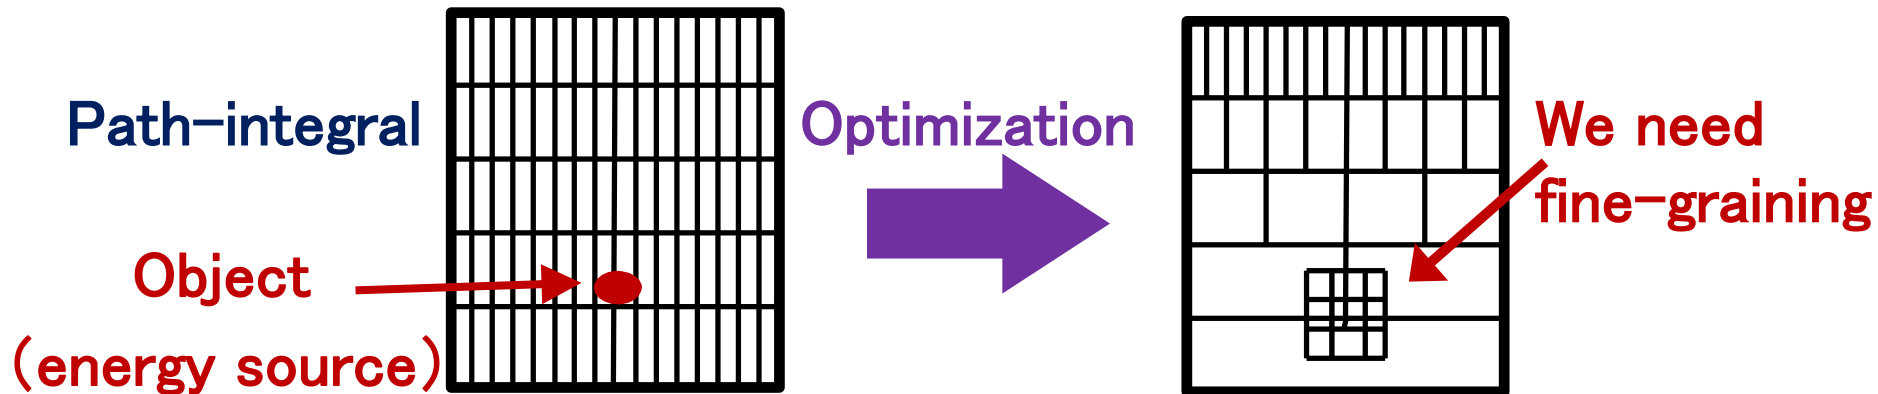 Path-integral
Object
(energy source)
Optimization
We need
fine-graining